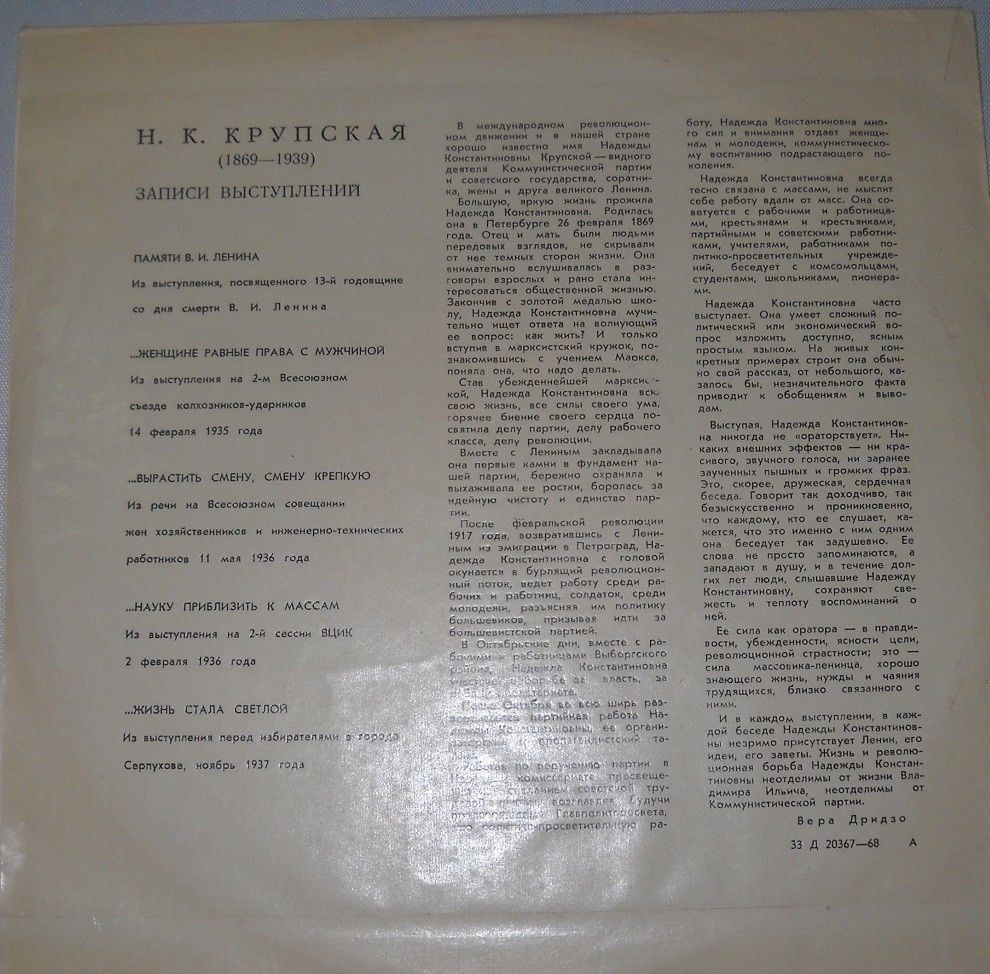 Н. К. КРУПСКАЯ
(1869—1939)
ЗАПИСИ ВЫСТУПЛЕНИЙ
ПАМЯТИ В. И. ЛЕНИНА
Из выступления, посвященного 13-й годовщине
со дня смерти В. И. Ленина
...ЖЕНЩИНЕ РАВНЫЕ ПРАВА С МУЖЧИНОЙ
Из выступления на 2-м Всесоюзном
съезде колхозников-ударников
14 февраля 1935 года
...ВЫРАСТИТЬ СМЕНУ, СМЕНУ КРЕПКУЮ
Из речи на Всесоюзном совещании
жен хозяйственников и инженерно-технических
работников 11 мая 1936 года
...НАУКУ ПРИБЛИЗИТЬ К МАССАМ
Из выступления на 2-й сессии ВЦИК
2 февраля 1936 года
...ЖИЗНЬ СТАЛА СВЕТЛОЙ
Из выступления перед избирателями в городе
Серпухове, ноябрь 1937 года
В международном революцион-
ном движении и в нашей стране
хорошо известно имя Надежды
Константиновны Крупской — видного
деятеля Коммунистической партии
и советского государства, соратни-
ка, жены и друга великого Ленина.
Большую, яркую жизнь прожила
Надежда Константиновна. Родилась
она в Петербурге 26 февраля 1869
года. Отец и мать были людьми
передовых взглядов, не скрывали
от нее темных сторон жизни. Она
внимательно вслушивалась в раз-
говоры взрослых и рано стала ин-
тересоваться общественной жизнью.
Закончив с золотой медалью шко-
лу, Надежда Константиновна мучи-
тельно ищет ответа на волнующий
ее вопрос: как жить? И только
вступив в марксистский кружок, по-
знакомившись с учением Маркса,
поняла она, что надо делать.
Став убежденнейшей марксист-
кой, Надежда Константиновна всю
свою жизнь, все силы своего ума,
горячее биение своего сердца по-
святила делу партии, делу рабочего
класса, делу революции.
Вместе с Лениным закладывала
она первые камни в фундамент на-
шей партии, бережно охраняла и
выхаживала ее ростки, боролась за
идейную чистоту и единство пар-
тии.
После февральской революции
1917 года, возвратившись с Лени-
ным из эмиграции в Петроград, На-
дежда Константиновна с головой
окунается в бурлящий революцион-
ный поток, ведет работу среди ра-
бочих и работниц, солдаток, среди
молодежи, разъясняя им политику
большевиков, призывая идти за
большевистской партией.
В Октябрьские дни, вместе с ра-
бочими и работницами Выборгского
района, Надежда Константиновна
за власть, за
После Октября во всю ширь раз-
партийная работа На-
дежды Константиновны, ее органи-
пропагандистский та-
по поручению партии в
комиссариате просвеще-
советской тру-
будучи
Главполитпросвета,
политико-просветительную ра-
боту, Надежда Константиновна мно-
го сил и внимания отдает женщи-
нам и молодежи, коммунистическо-
му воспитанию подрастающего по-
коления.
Надежда Константиновна всегда
тесно связана с массами, не мыслит
себе работу вдали от масс. Она со-
ветуется с рабочими и работница-
ми, крестьянами и крестьянками,
партийными и советскими работни-
ками, учителями, работниками по-
литико-просветительных учрежде-
ний, беседует с комсомольцами,
студентами, школьниками, пионера-
ми.
Надежда Константиновна часто
выступает. Она умеет сложный по-
литический или экономический во-
прос изложить доступно, ясным
простым языком. На живых кон-
кретных примерах строит она обыч-
но свой рассказ, от небольшого, ка-
залось бы, незначительного факта
приводит к обобщениям и выво-
дам.
Выступая, Надежда Константинов-
на никогда не «ораторствует». Ни-
каких внешних эффектов — ни кра-
сивого, звучного голоса, ни заранее
заученных пышных и громких фраз.
Это, скорее, дружеская, сердечная
беседа. Говорит так доходчиво, так
безыскусственно и проникновенно,
что каждому, кто ее слушает, ка-
жется, что это именно с ним одним
она беседует так задушевно. Ее
слова не просто запоминаются, а
западают в душу, и в течение дол-
гих лет люди, слышавшие Надежду
Константиновну, сохраняют све-
жесть и теплоту воспоминаний о
ней.
Ее сила как оратора — в правди-
вости, убежденности, ясности цели,
революционной страстности; это —
сила массовика-ленинца, хорошо
знающего жизнь, нужды и чаяния
трудящихся, близко связанного с
ними.
И в каждом выступлении, в каж-
дой беседе Надежды Константинов-
ны незримо присутствует Ленин, его
идеи, его заветы. Жизнь и револю-
ционная борьба Надежды Констан-
тиновны неотделимы от жизни Вла-
димира Ильича, неотделимы от
Коммунистической партии.
Вера Дридзо
33 Д 20367—68 А